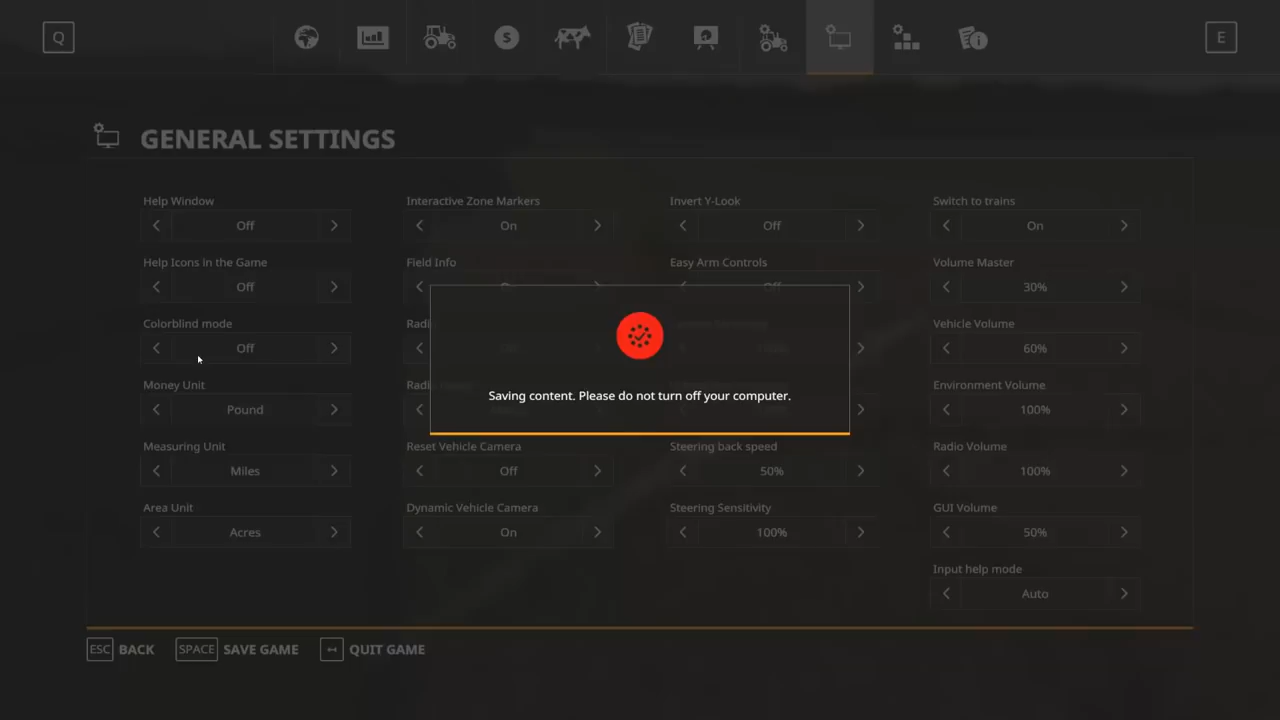 Q
E
GENERAL SETTINGS
Help Window
Off
Help Icons in the Game
Off
Colorblind mode
Off
Money Unit
Pound
Measuring Unit
Miles
Area Unit
Acres
Interactive Zone Markers
On
Field Info
Reset Vehicle Camera
Off
Dynamic Vehicle Camera
On
Invert Y-Look
Off
Easy Arm Controls
Off
Steering back speed
50%
Steering Sensitivity
100%
Switch to trains
On
Volume Master
30%
Vehicle Volume
60%
Environment Volume
100%
Radio Volume
100%
GUI Volume
50%
Input help mode
Auto
Saving content. Please do not turn off your computer.
ESC BACK SPACE SAVE GAME QUIT GAME